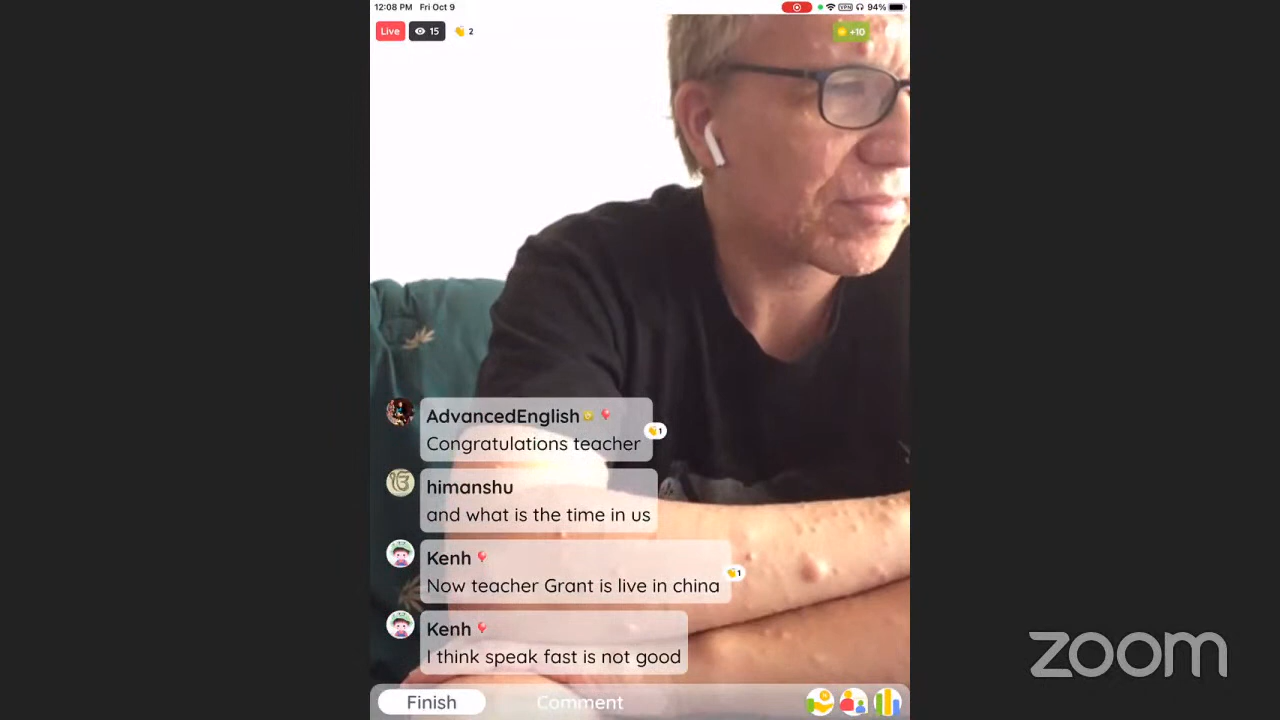 12:08 PM Fri Oct 9
VPN 94%
Live 15 2
+10
AdvancedEnglish
Congratulations teacher
1
himanshu
and what is the time in us
Kenh
Now teacher Grant is live in china
1
Kenh
I think speak fast is not good
Finish Comment
zoom